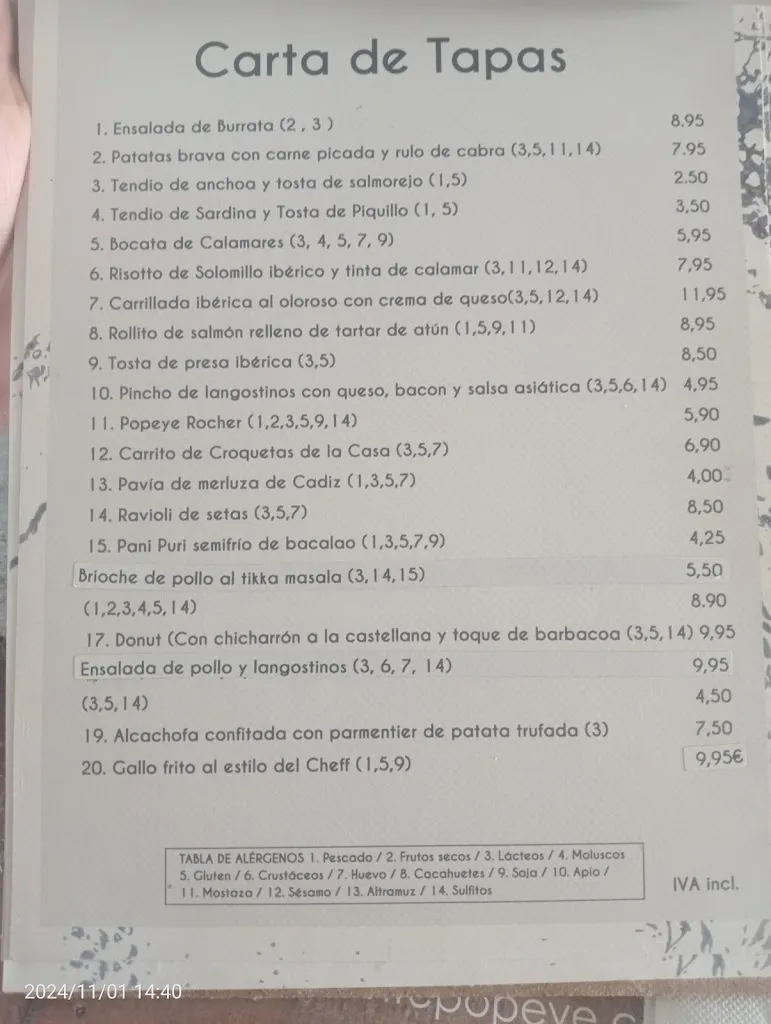 Carta de Tapas
1. Ensalada de Burrata (2 , 3 ) 8.95
2. Patatas brava con carne picada y rulo de cabra (3,5,11,14) 7.95
3. Tendio de anchoa y tosta de salmorejo (1,5) 2.50
4. Tendio de Sardina y Tosta de Piquillo (1, 5) 3,50
5. Bocata de Calamares (3, 4, 5, 7, 9) 5,95
6. Risotto de Solomillo ibérico y tinta de calamar (3,11,12,14) 7,95
7. Carrillada ibérica al oloroso con crema de queso(3,5,12,14) 11,95
8. Rollito de salmón relleno de tartar de atún (1,5,9,11) 8,95
9. Tosta de presa ibérica (3,5) 8,50
10. Pincho de langostinos con queso, bacon y salsa asiática (3,5,6,14) 4,95
11. Popeye Rocher (1,2,3,5,9,14) 5,90
12. Carrito de Croquetas de la Casa (3,5,7) 6,90
13. Pavía de merluza de Cadiz (1,3,5,7) 4,00
14. Ravioli de setas (3,5,7) 8,50
15. Pani Puri semifrío de bacalao (1,3,5,7,9) 4,25
Brioche de pollo al tikka masala (3,14,15) 5,50
(1,2,3,4,5,14) 8.90
17. Donut (Con chicharrón a la castellana y toque de barbacoa (3,5,14) 9,95
Ensalada de pollo y langostinos (3, 6, 7, 14) 9,95
(3,5,14) 4,50
19. Alcachofa confitada con parmentier de patata trufada (3) 7,50
20. Gallo frito al estilo del Cheff (1,5,9) 9,95€
TABLA DE ALÉRGENOS 1. Pescado / 2. Frutos secos / 3. Lácteos / 4. Moluscos
5. Gluten / 6. Crustáceos / 7. Huevo / 8. Cacahuetes / 9. Soja / 10. Apio /
11. Mostaza / 12. Sésamo / 13. Altramuz / 14. Sulfitos
IVA incl.
2024/11/01 14:40